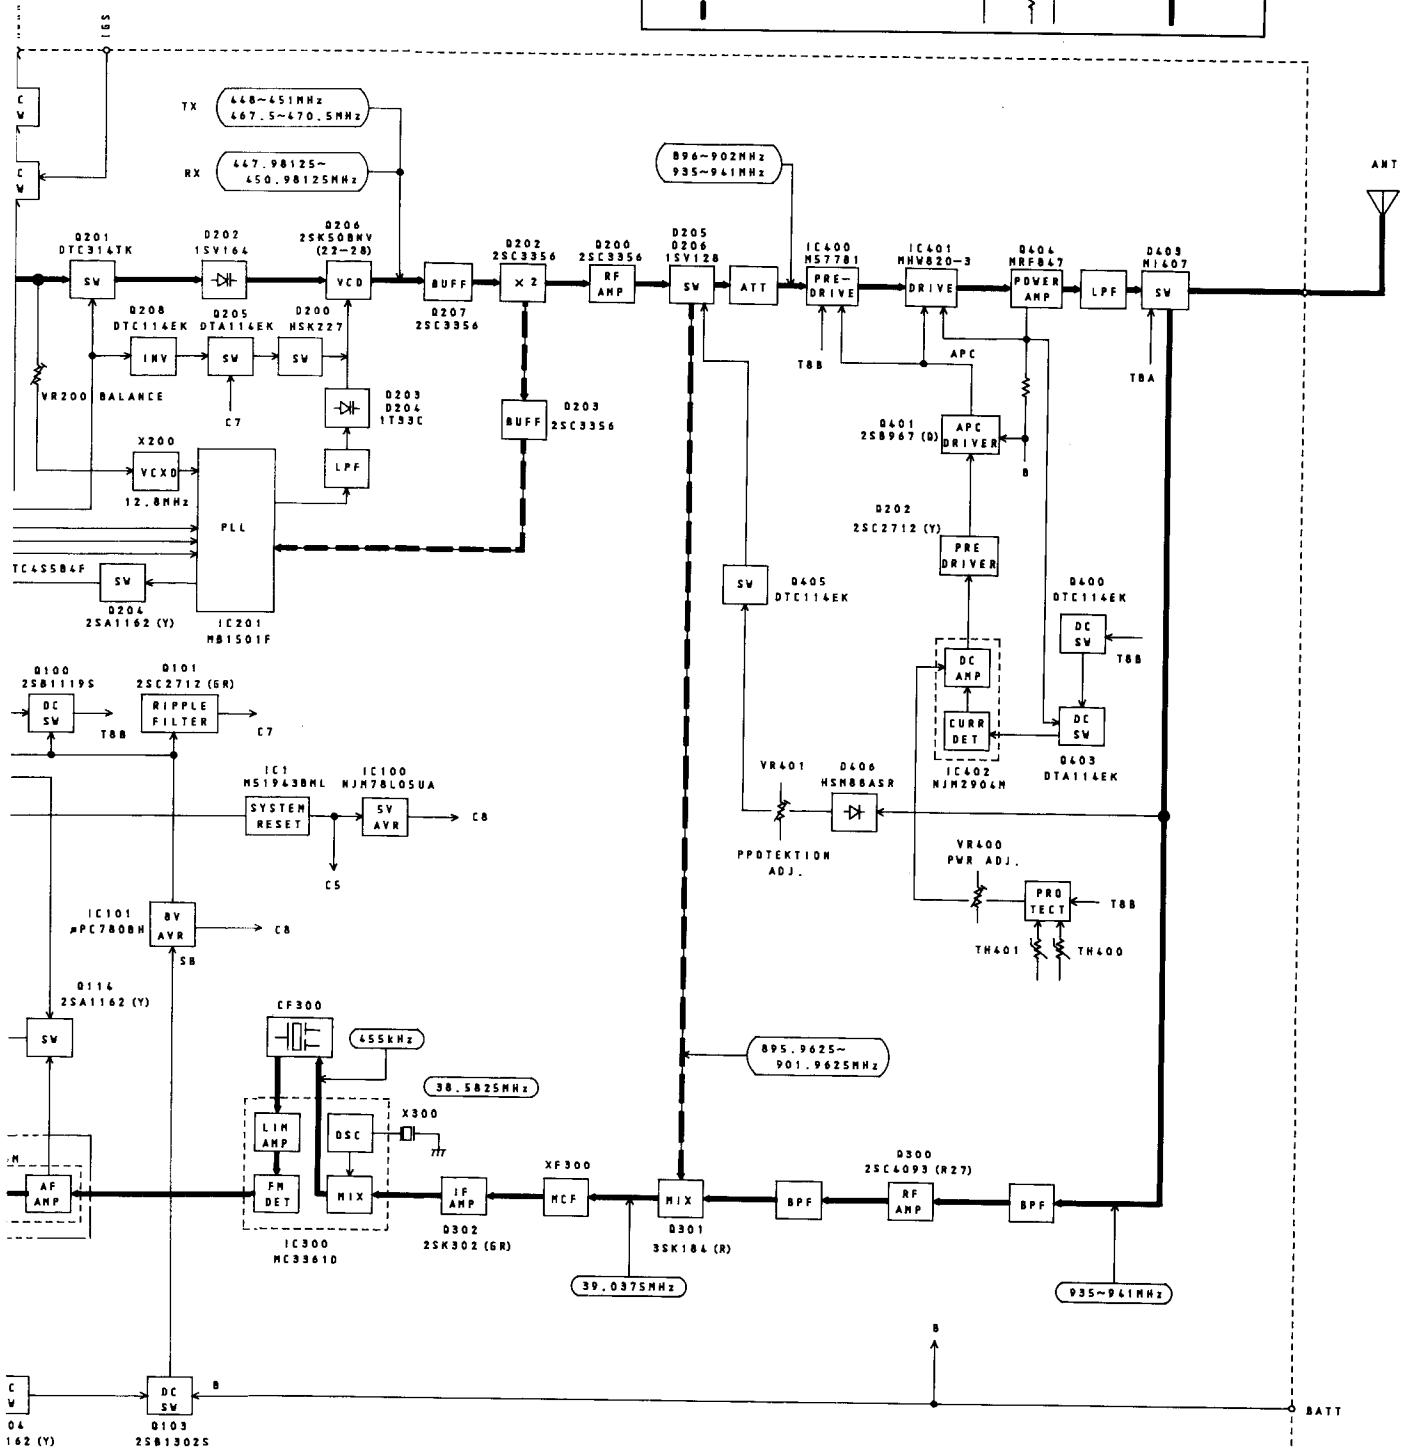 IGS
C
W
C
W
TX
448~451MHz
467.5~470.5MHz
RX
447.98125~
450.98125MHz
896~902MHz
935~941MHz
ANT
Q201
DTC314TK
SW
D202
1SV164
Q206
2SK508NV
(22-28)
VCO
BUFF
Q207
2SC3356
Q202
2SC3356
×2
Q200
2SC3356
RF
AMP
D205
D206
1SV128
SW
ATT
IC400
M57781
PRE-
DRIVE
IC401
MHW820-3
DRIVE
Q404
MRF847
POWER
AMP
LPF
D403
MI407
SW
Q208
DTC114EK
INV
Q205
DTA114EK
SW
D200
HSK227
SW
C7
VR200 BALANCE
D203
D204
1T33C
LPF
X200
VCXO
12.8MHz
PLL
IC201
MB1501F
TC4S584F
SW
Q204
2SA1162 (Y)
BUFF
Q203
2SC3356
T8B
APC
T8A
Q401
2SB967 (Q)
APC
DRIVER
B
Q202
2SC2712 (Y)
PRE
DRIVER
SW
Q405
DTC114EK
Q400
DTC114EK
DC
SW
T8B
DC
AMP
CURR
DET
IC402
NJM2904M
DC
SW
Q403
DTA114EK
Q100
2SB1119S
DC
SW
T8B
Q101
2SC2712 (GR)
RIPPLE
FILTER
C7
IC1
M51943BML
SYSTEM
RESET
IC100
NJM78L05UA
5V
AVR
C8
C5
VR401
PPOTEKTION
ADJ.
D406
HSM88ASR
VR400
PWR ADJ.
PRO
TECT
T8B
TH401
TH400
IC101
μPC7808H
8V
AVR
C8
SB
Q114
2SA1162 (Y)
SW
CF300
455kHz
38.5825MHz
895.9625~
901.9625MHz
LIM
AMP
OSC
X300
M
AF
AMP
FM
DET
MIX
IC300
MC3361D
IF
AMP
Q302
2SK302 (GR)
XF300
MCF
MIX
Q301
3SK184 (R)
BPF
Q300
2SC4093 (R27)
RF
AMP
BPF
39.0375MHz
935~941MHz
B
C
W
04
162 (Y)
DC
SW
Q103
2SB1302S
B
BATT